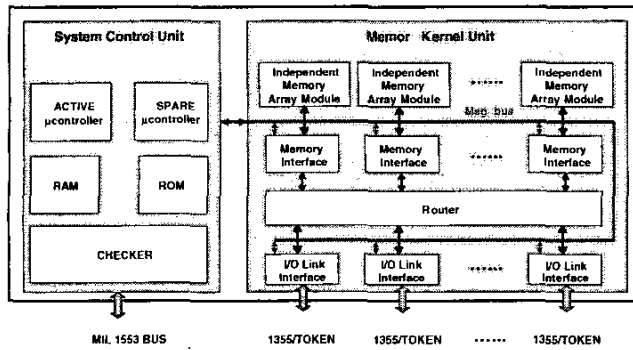 System Control Unit
Memor Kernel Unit
ACTIVE
µcontroller
SPARE
µcontroller
RAM
ROM
CHECKER
Independent
Memory
Array Module
Independent
Memory
Array Module
Independent
Memory
Array Module
Msg. bus
Memory
Interface
Memory
Interface
Memory
Interface
Router
I/O Link
Interface
I/O Link
Interface
I/O Link
Interface
MIL 1553 BUS
1355/TOKEN
1355/TOKEN
1355/TOKEN